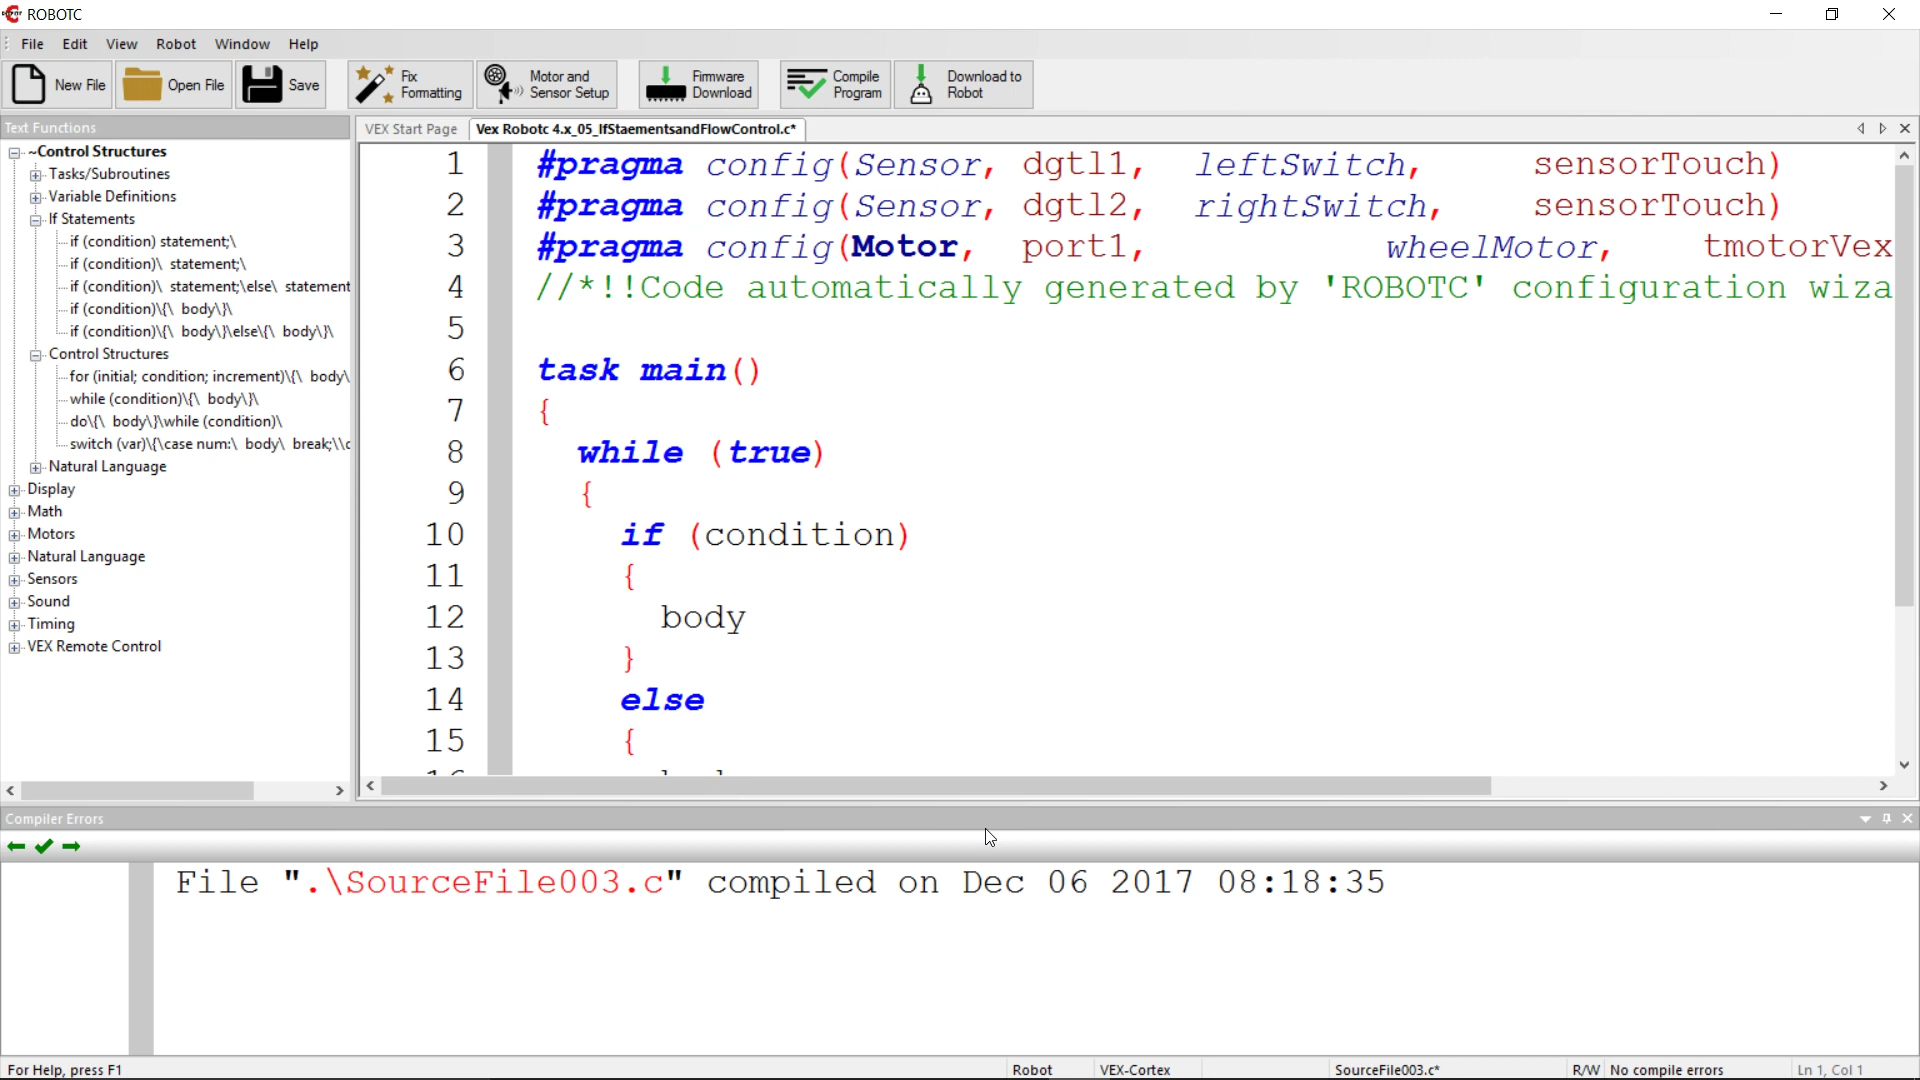 ROBOTC
File Edit View Robot Window Help
New File Open File Save Fix Formatting Motor and Sensor Setup Firmware Download Compile Program Download to Robot
Text Functions
~Control Structures
Tasks/Subroutines
Variable Definitions
If Statements
if (condition) statement;\
if (condition)\ statement;\
if (condition)\ statement;\else\ statement
if (condition)\{\ body\}\
if (condition)\{\ body\}\else\{\ body\}\
Control Structures
for (initial; condition; increment)\{\ body\
while (condition)\{\ body\}\
do\{\ body\}\while (condition)\
switch (var)\{\case num:\ body\ break;\\c
Natural Language
Display
Math
Motors
Natural Language
Sensors
Sound
Timing
VEX Remote Control
VEX Start Page Vex Robotc 4.x_05_IfStaementsandFlowControl.c*
1 #pragma config(Sensor, dgtl1, leftSwitch, sensorTouch)
2 #pragma config(Sensor, dgtl2, rightSwitch, sensorTouch)
3 #pragma config(Motor, port1, wheelMotor, tmotorVex
4 //*!!Code automatically generated by 'ROBOTC' configuration wiza
5
6 task main()
7 {
8 while (true)
9 {
10 if (condition)
11 {
12 body
13 }
14 else
15 {
Compiler Errors
File ".\SourceFile003.c" compiled on Dec 06 2017 08:18:35
For Help, press F1 Robot VEX-Cortex SourceFile003.c* R/W No compile errors Ln 1, Col 1